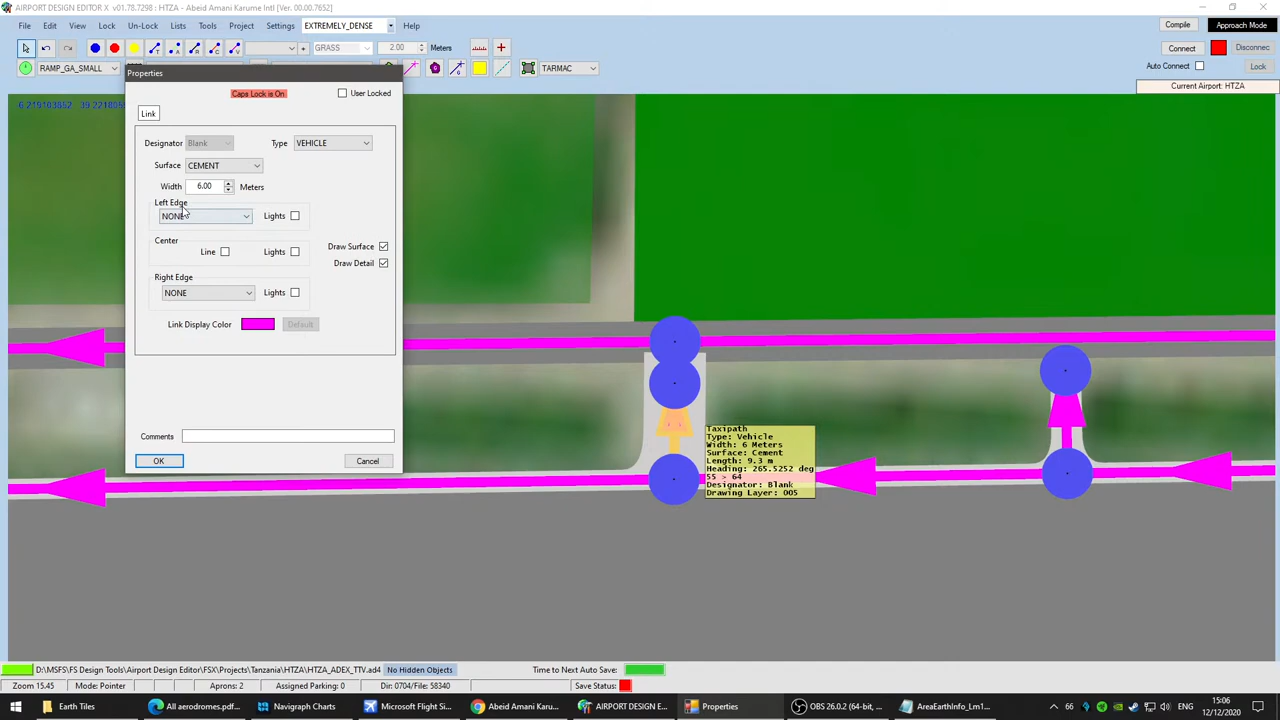 AIRPORT DESIGN EDITOR X v01.78.7298 : HTZA - Abeid Amani Karume Intl [Ver. 00.00.7652]
File Edit View Lock Un-Lock Lists Tools Project Settings EXTREMELY_DENSE Help
Compile Approach Mode
T A R C V GRASS 2.00 Meters
Connect Disconnec
RAMP_GA_SMALL TARMAC
Auto Connect Lock
Current Airport: HTZA
Properties
Caps Lock is On User Locked
Link
Designator Blank Type VEHICLE
Surface CEMENT
Width 6.00 Meters
Left Edge
NONE Lights
Center
Line Lights
Draw Surface
Draw Detail
Right Edge
NONE Lights
Link Display Color Default
Comments
OK Cancel
Taxipath
Type: Vehicle
Width: 6 Meters
Surface: Cement
Length: 9.3 m
Heading: 265.5252 deg
55 > 64
Designator: Blank
Drawing Layer: 005
D:\MSFS\FS Design Tools\Airport Design Editor\FSX\Projects\Tanzania\HTZA\HTZA_ADEX_TTV.ad4 No Hidden Objects Time to Next Auto Save:
Zoom 15.45 Mode: Pointer Aprons: 2 Assigned Parking: 0 Dir: 0704/File: 58340 Save Status:
Earth Tiles All aerodromes.pdf... Navigraph Charts Microsoft Flight Si... Abeid Amani Karu... AIRPORT DESIGN E... Properties OBS 26.0.2 (64-bit, ... AreaEarthInfo_Lm1... 66 15:06
12/12/2020